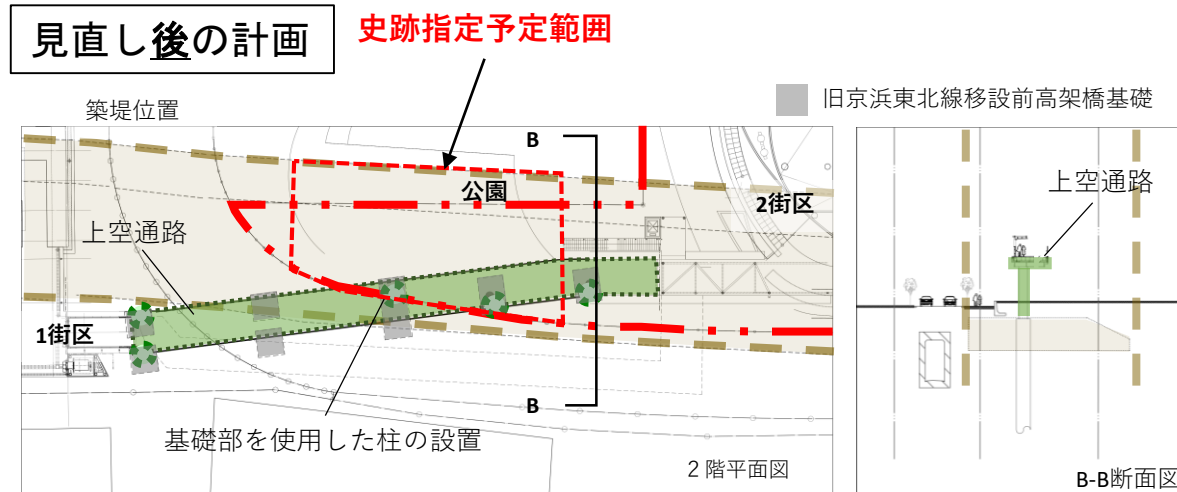 見直し後の計画
史跡指定予定範囲
旧京浜東北線移設前高架橋基礎
築堤位置
B
公園
2街区
上空通路
1街区
B
基礎部を使用した柱の設置
2階平面図
上空通路
B-B断面図